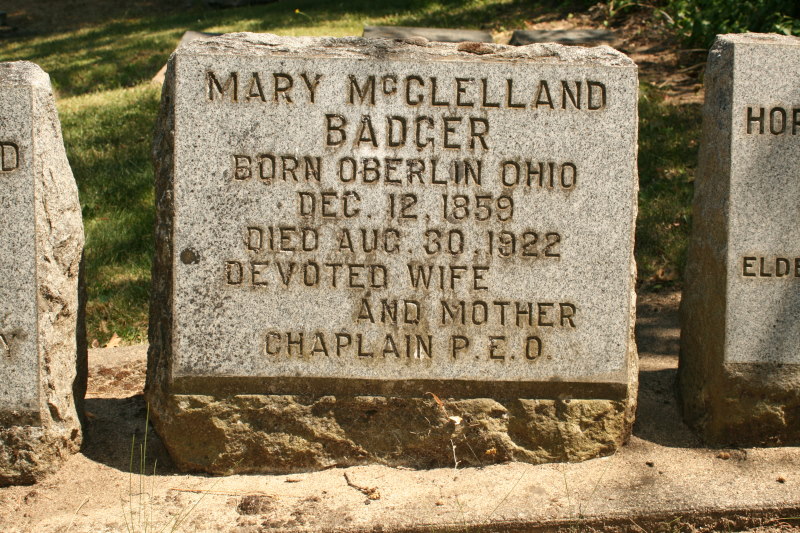 MARY McCLELLAND
BADGER
BORN OBERLIN OHIO
DEC. 12. 1859
DIED AUG. 30. 1922
DEVOTED WIFE
AND MOTHER
CHAPLAIN P.E.O.